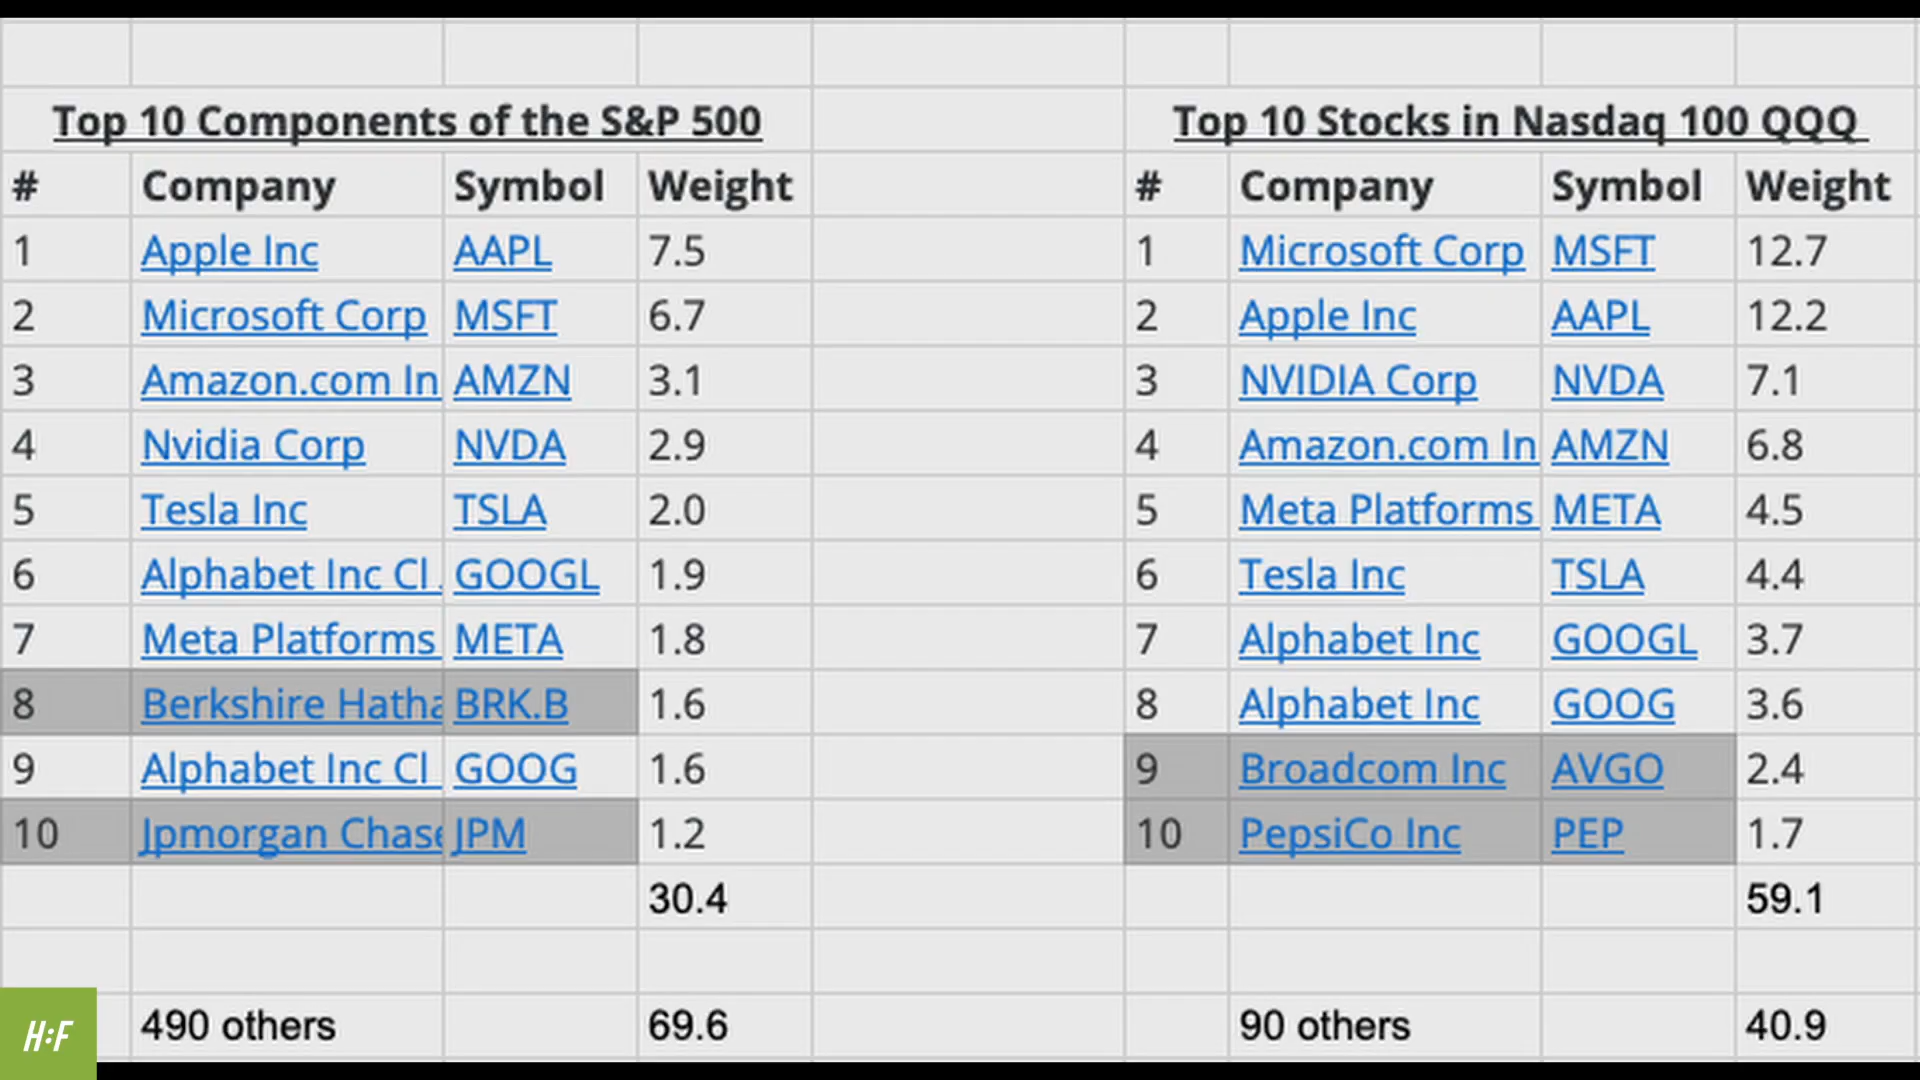 Top 10 Components of the S&P 500
# Company Symbol Weight
1 Apple Inc AAPL 7.5
2 Microsoft Corp MSFT 6.7
3 Amazon.com In AMZN 3.1
4 Nvidia Corp NVDA 2.9
5 Tesla Inc TSLA 2.0
6 Alphabet Inc Cl GOOGL 1.9
7 Meta Platforms META 1.8
8 Berkshire Hatha BRK.B 1.6
9 Alphabet Inc Cl GOOG 1.6
10 Jpmorgan Chase JPM 1.2
30.4
490 others 69.6
Top 10 Stocks in Nasdaq 100 QQQ
# Company Symbol Weight
1 Microsoft Corp MSFT 12.7
2 Apple Inc AAPL 12.2
3 NVIDIA Corp NVDA 7.1
4 Amazon.com In AMZN 6.8
5 Meta Platforms META 4.5
6 Tesla Inc TSLA 4.4
7 Alphabet Inc GOOGL 3.7
8 Alphabet Inc GOOG 3.6
9 Broadcom Inc AVGO 2.4
10 PepsiCo Inc PEP 1.7
59.1
90 others 40.9
H:F